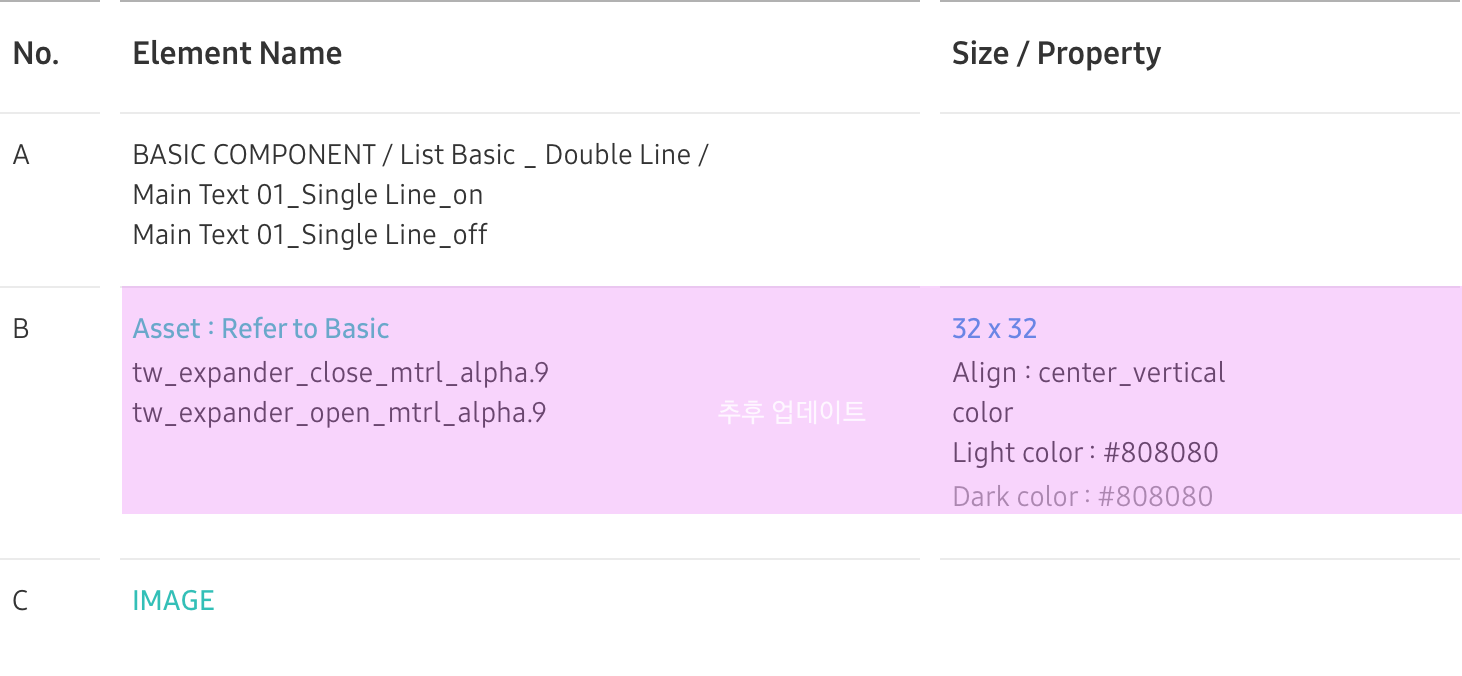 No. Element Name Size / Property
A BASIC COMPONENT / List Basic _ Double Line /
Main Text 01_Single Line_on
Main Text 01_Single Line_off
B Asset : Refer to Basic 32 x 32
tw_expander_close_mtrl_alpha.9 Align : center_vertical
tw_expander_open_mtrl_alpha.9 추후 업데이트 color
Light color : #808080
Dark color : #808080
C IMAGE